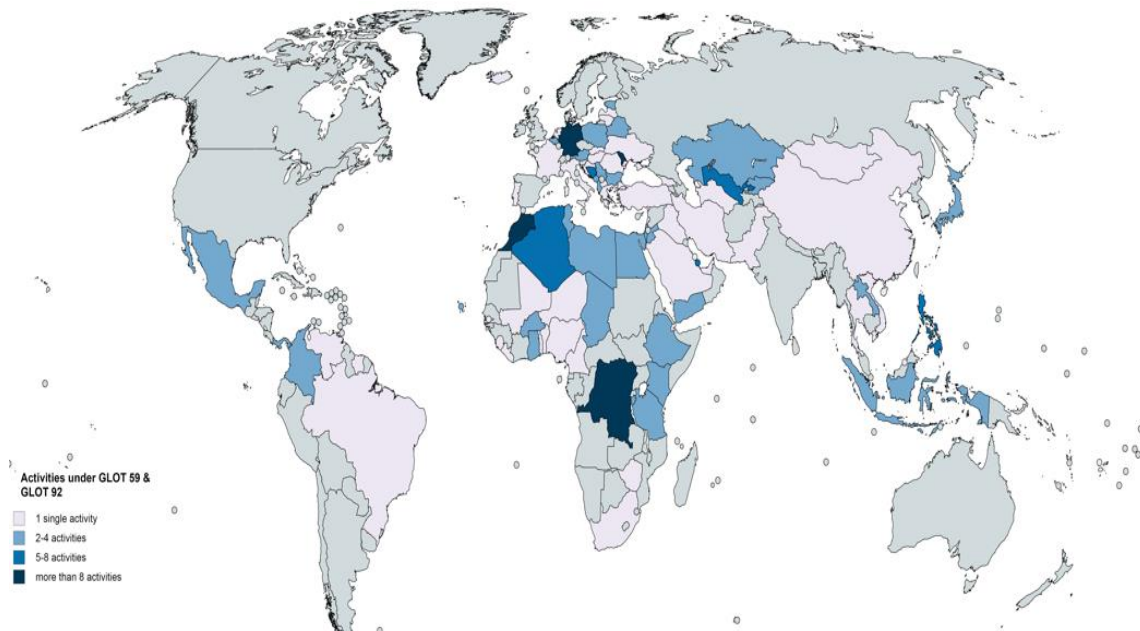 Activities under GLOT 59 &
GLOT 92
1 single activity
2-4 activities
5-8 activities
more than 8 activities